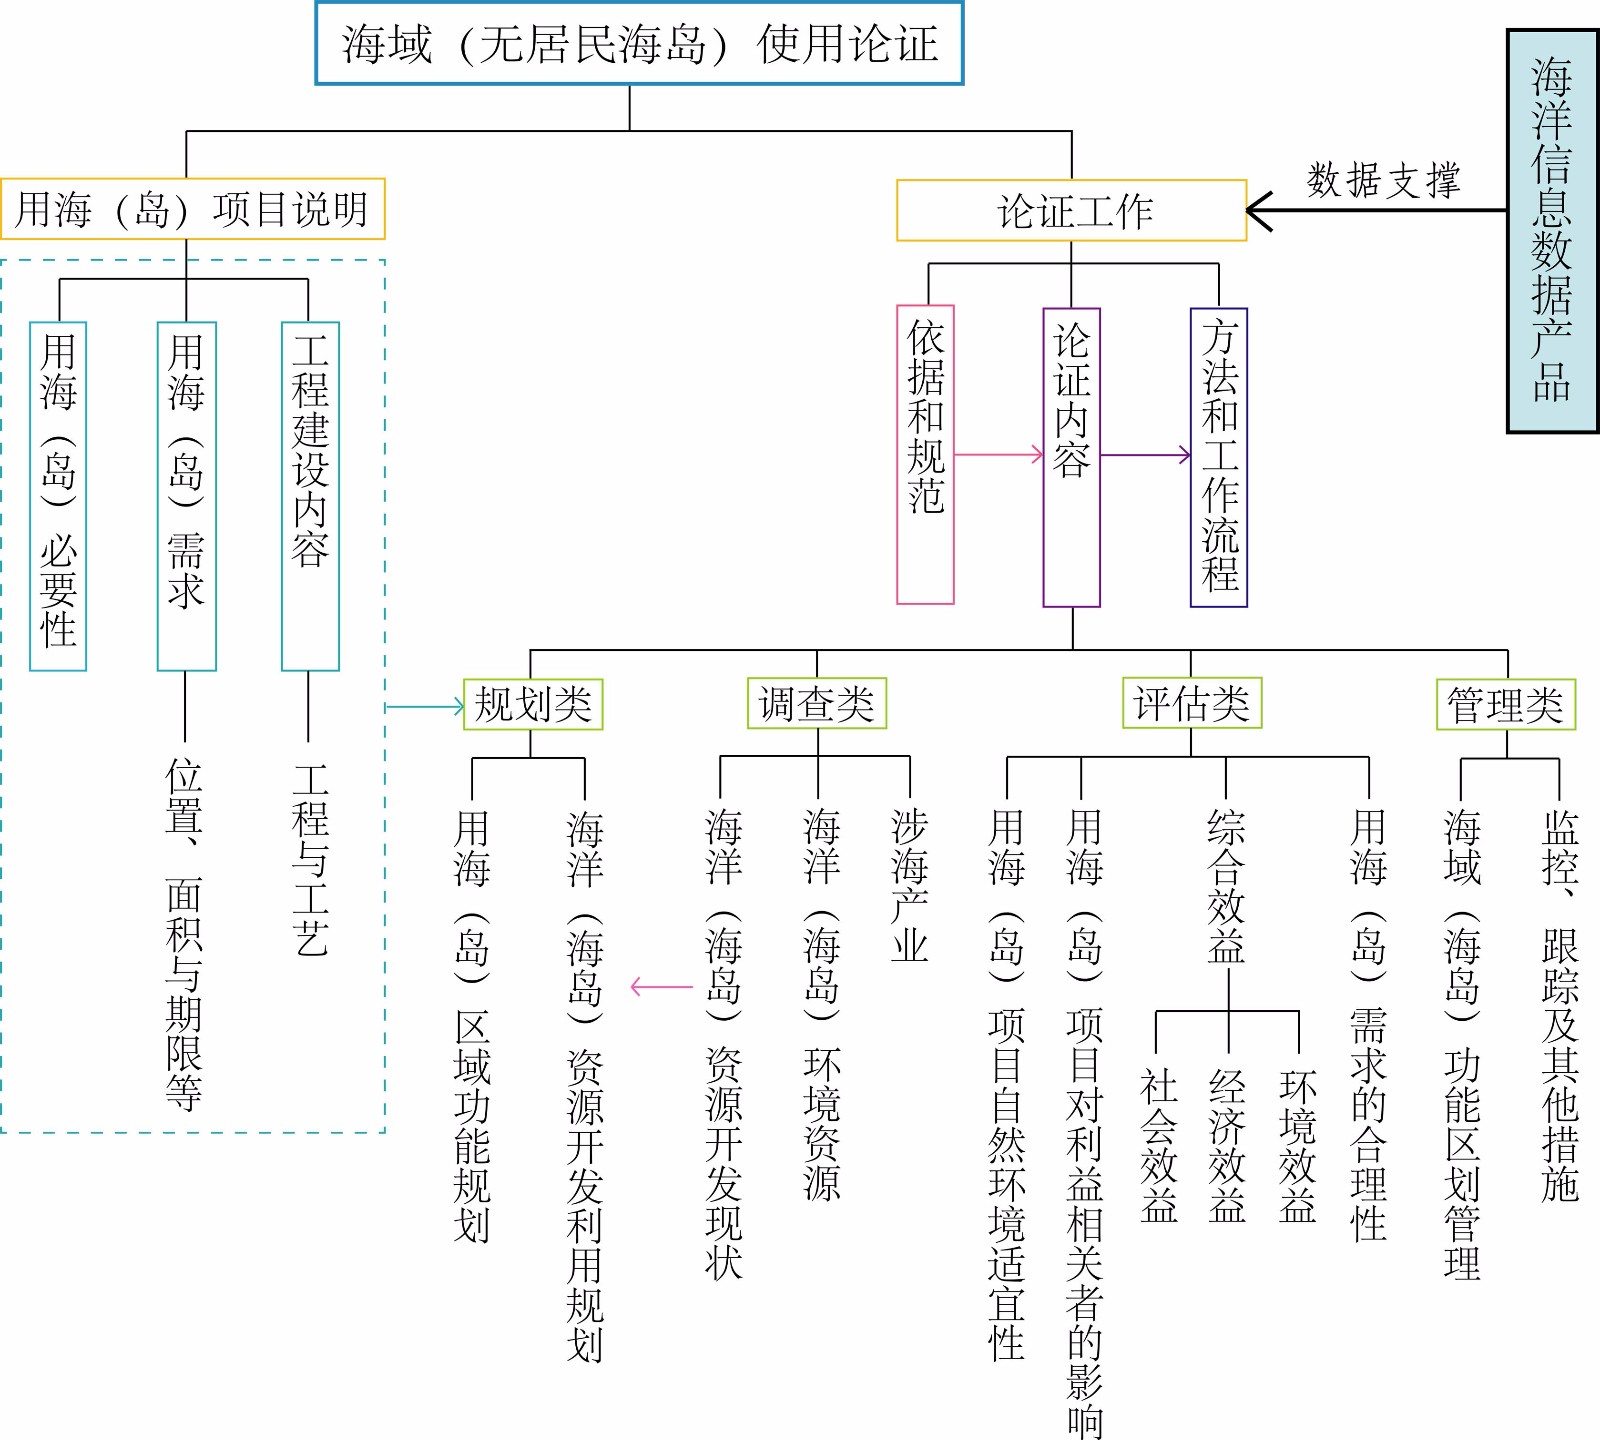 海域（无居民海岛）使用论证
海洋信息数据产品
数据支撑
用海（岛）项目说明
论证工作
用海（岛）必要性
用海（岛）需求
工程建设内容
依据和规范
论证内容
方法和工作流程
位置、面积与期限等
工程与工艺
规划类
调查类
评估类
管理类
用海（岛）区域功能规划
海洋（海岛）资源开发利用规划
海洋（海岛）资源开发现状
海洋（海岛）环境资源
涉海产业
用海（岛）项目自然环境适宜性
用海（岛）项目对利益相关者的影响
综合效益
社会效益
经济效益
环境效益
用海（岛）需求的合理性
海域（海岛）功能区划管理
监控、跟踪及其他措施